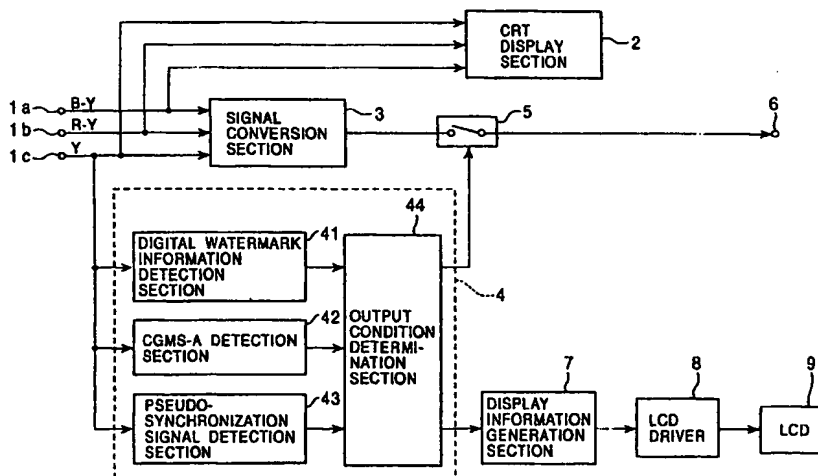 CRT
DISPLAY
SECTION
2
1a
B-Y
1b
R-Y
1c
Y
SIGNAL
CONVERSION
SECTION
3
5
6
44
DIGITAL WATERMARK
INFORMATION
DETECTION
SECTION
41
4
CGMS-A DETECTION
SECTION
42
OUTPUT
CONDITION
DETERMI-
NATION
SECTION
PSEUDO-
SYNCHRONIZATION
SIGNAL DETECTION
SECTION
43
7
DISPLAY
INFORMATION
GENERATION
SECTION
8
LCD
DRIVER
9
LCD